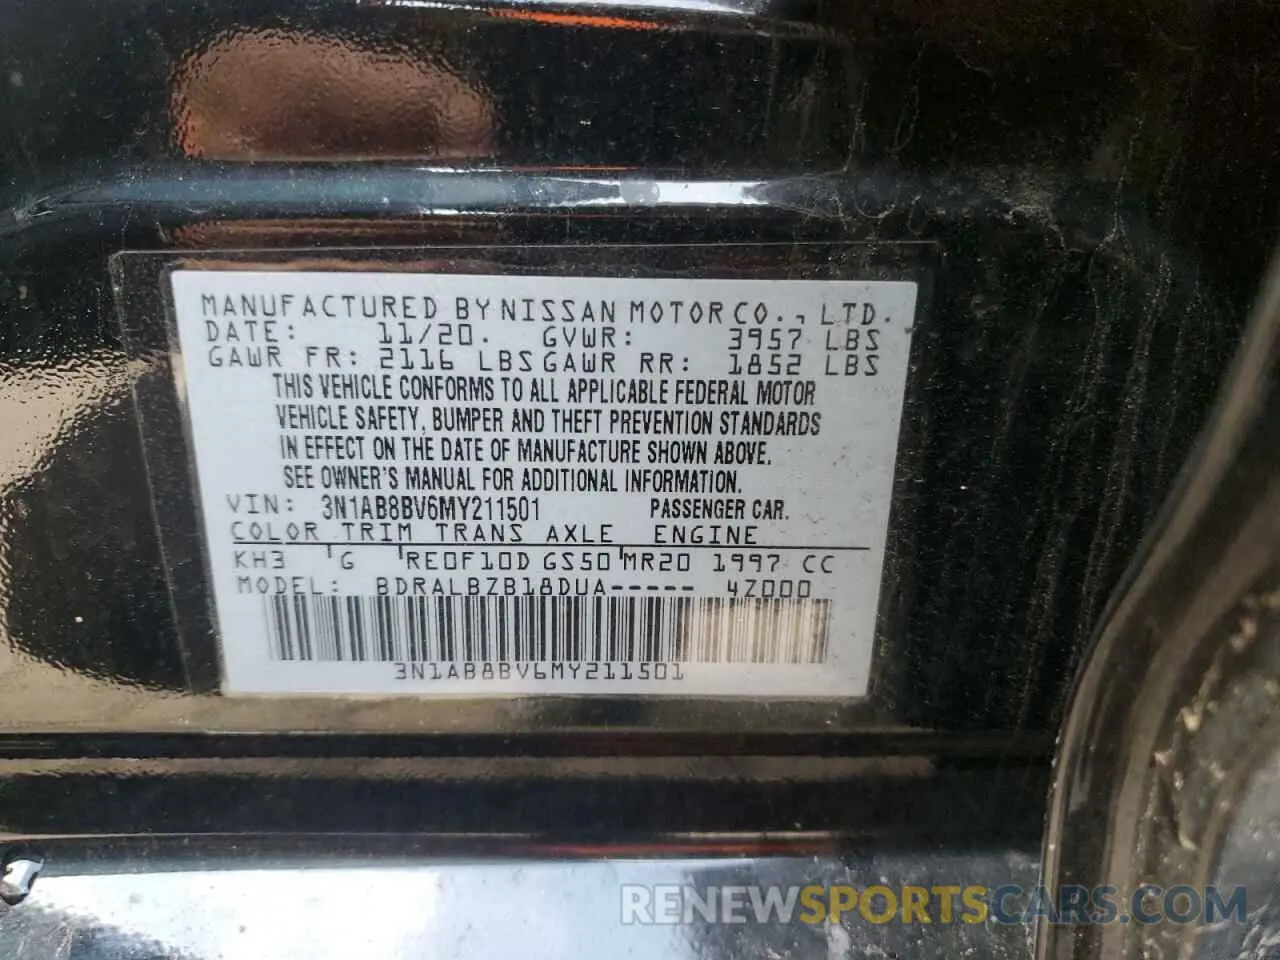 MANUFACTURED BY NISSAN MOTOR CO., LTD.
DATE: 11/20. GVWR: 3957 LBS
GAWR FR: 2116 LBS GAWR RR: 1852 LBS
THIS VEHICLE CONFORMS TO ALL APPLICABLE FEDERAL MOTOR
VEHICLE SAFETY, BUMPER AND THEFT PREVENTION STANDARDS
IN EFFECT ON THE DATE OF MANUFACTURE SHOWN ABOVE.
SEE OWNER'S MANUAL FOR ADDITIONAL INFORMATION.
VIN: 3N1AB8BV6MY211501 PASSENGER CAR.
COLOR TRIM TRANS AXLE ENGINE
KH3 G RE0F10D GS50 MR20 1997 CC
MODEL: BDRALBZB18DUA----- 4Z000
3N1AB8BV6MY211501
RENEWSPORTSCARS.COM